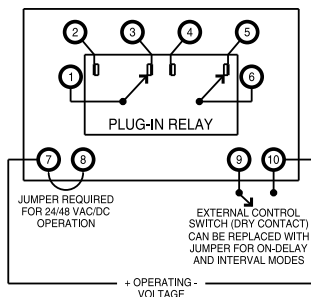 2 3 4 5
1 6
PLUG-IN RELAY
7 8 9 10
JUMPER REQUIRED
FOR 24/48 VAC/DC
OPERATION
EXTERNAL CONTROL
SWITCH (DRY CONTACT)
CAN BE REPLACED WITH
JUMPER FOR ON-DELAY
AND INTERVAL MODES
+ OPERATING -
VOLTAGE